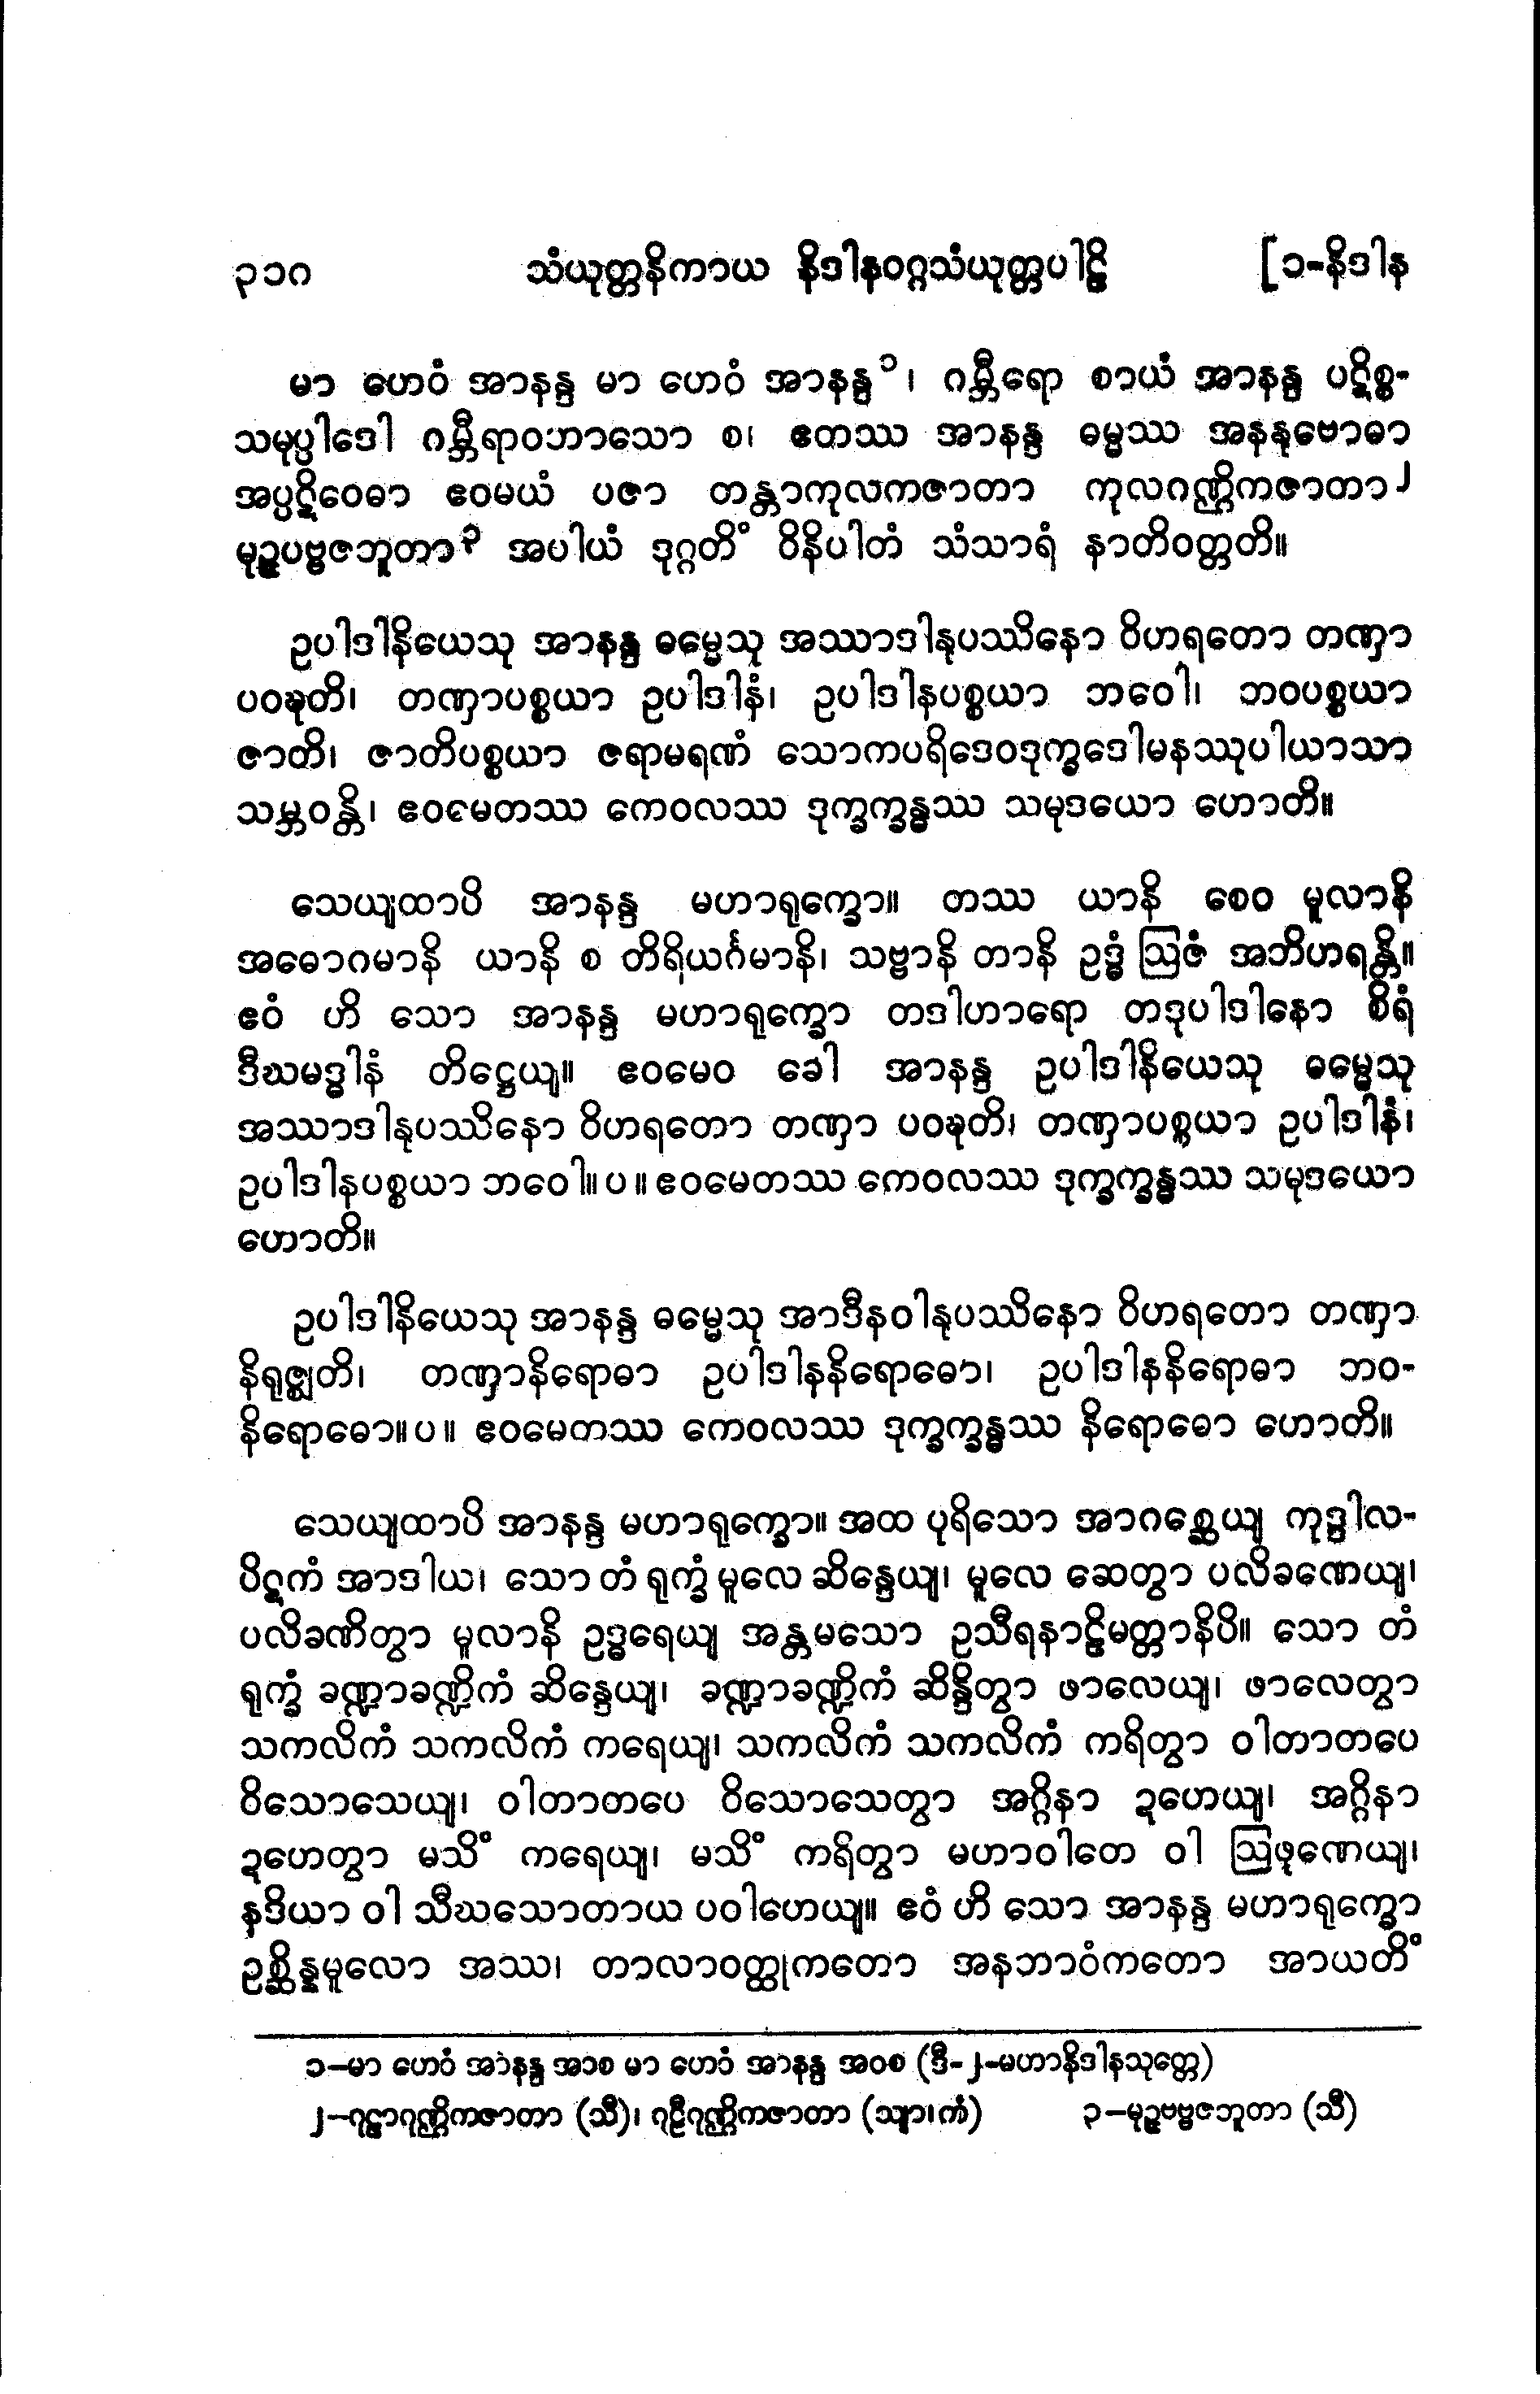 ၃၁၈ သံယုတ္တနိကာယ နိဒါနဝဂ္ဂသံယုတ္တပါဠိ [၁-နိဒါန
မာ ဟေဝံ အာနန္ဒ မာ ဟေဝံ အာနန္ဒ ၁၊ ဂမ္ဘီရော စာယံ အာနန္ဒ ပဋိစ္စ-
သမုပ္ပါဒေါ ဂမ္ဘီရာဝဘာသော စ၊ ဧတဿ အာနန္ဒ ဓမ္မဿ အနနုဗောဓာ
အပ္ပဋိဝေဓာ ဧဝမယံ ပဇာ တန္တာကုလကဇာတာ ကုလဂဏ္ဌိကဇာတာ ၂
မုဉ္ဇပဗ္ဗဇဘူတာ ၃ အပါယံ ဒုဂ္ဂတိံ ဝိနိပါတံ သံသာရံ နာတိဝတ္တတိ။
ဥပါဒါနိယေသု အာနန္ဒ ဓမ္မေသု အဿာဒါနုပဿိနော ဝိဟရတော တဏှာ
ပဝဍ္ဎတိ၊ တဏှာပစ္စယာ ဥပါဒါနံ၊ ဥပါဒါနပစ္စယာ ဘဝေါ၊ ဘဝပစ္စယာ
ဇာတိ၊ ဇာတိပစ္စယာ ဇရာမရဏံ သောကပရိဒေဝဒုက္ခဒေါမနဿုပါယာသာ
သမ္ဘဝန္တိ၊ ဧဝမေတဿ ကေဝလဿ ဒုက္ခက္ခန္ဓဿ သမုဒယော ဟောတိ။
သေယျထာပိ အာနန္ဒ မဟာရုက္ခော။ တဿ ယာနိ စေဝ မူလာနိ
အဓောဂမာနိ ယာနိ စ တိရိယင်္ဂမာနိ၊ သဗ္ဗာနိ တာနိ ဥဒ္ဓံ ဩဇံ အဘိဟရန္တိ။
ဧဝံ ဟိ သော အာနန္ဒ မဟာရုက္ခော တဒါဟာရော တဒုပါဒါနော စိရံ
ဒီဃမဒ္ဓါနံ တိဋ္ဌေယျ။ ဧဝမေဝ ခေါ အာနန္ဒ ဥပါဒါနိယေသု ဓမ္မေသု
အဿာဒါနုပဿိနော ဝိဟရတော တဏှာ ပဝဍ္ဎတိ၊ တဏှာပစ္စယာ ဥပါဒါနံ၊
ဥပါဒါနပစ္စယာ ဘဝေါ။ ပ ။ ဧဝမေတဿ ကေဝလဿ ဒုက္ခက္ခန္ဓဿ သမုဒယော
ဟောတိ။
ဥပါဒါနိယေသု အာနန္ဒ ဓမ္မေသု အာဒီနဝါနုပဿိနော ဝိဟရတော တဏှာ
နိရုဇ္ဈတိ၊ တဏှာနိရောဓာ ဥပါဒါနနိရောဓော၊ ဥပါဒါနနိရောဓာ ဘဝ-
နိရောဓော။ ပ ။ ဧဝမေတဿ ကေဝလဿ ဒုက္ခက္ခန္ဓဿ နိရောဓော ဟောတိ။
သေယျထာပိ အာနန္ဒ မဟာရုက္ခော။ အထ ပုရိသော အာဂစ္ဆေယျ ကုဒ္ဒါလ-
ပိဋကံ အာဒါယ၊ သော တံ ရုက္ခံ မူလေ ဆိန္ဒေယျ၊ မူလေ ဆေတွာ ပလိခဏေယျ၊
ပလိခဏိတွာ မူလာနိ ဥဒ္ဓရေယျ အန္တမသော ဥသီရနာဠိမတ္တာနိပိ။ သော တံ
ရုက္ခံ ခဏ္ဍာခဏ္ဍိကံ ဆိန္ဒေယျ၊ ခဏ္ဍာခဏ္ဍိကံ ဆိန္ဒိတွာ ဖာလေယျ၊ ဖာလေတွာ
သကလိကံ သကလိကံ ကရေယျ၊ သကလိကံ သကလိကံ ကရိတွာ ဝါတာတပေ
ဝိသောသေယျ၊ ဝါတာတပေ ဝိသောသေတွာ အဂ္ဂိနာ ဍဟေယျ၊ အဂ္ဂိနာ
ဍဟေတွာ မသိံ ကရေယျ၊ မသိံ ကရိတွာ မဟာဝါတေ ဝါ ဩဖုဏေယျ၊
နဒိယာ ဝါ သီဃသောတာယ ပဝါဟေယျ။ ဧဝံ ဟိ သော အာနန္ဒ မဟာရုက္ခော
ဥစ္ဆိန္နမူလော အဿ၊ တာလာဝတ္ထုကတော အနဘာဝံကတော အာယတိံ
၁-မာ ဟေဝံ အာနန္ဒ အာစ မာ ဟေဝံ အာနန္ဒ အဝစ (ဒီ-၂-မဟာနိဒါနသုတ္တေ)
၂-ဂုဠာဂုဏ္ဌိကဇာတာ (သီ)၊ ဂုဠီဂုဏ္ဌိကဇာတာ (သျာ၊ကံ) ၃-မုဉ္ဇဗဗ္ဗဇဘူတာ (သီ)